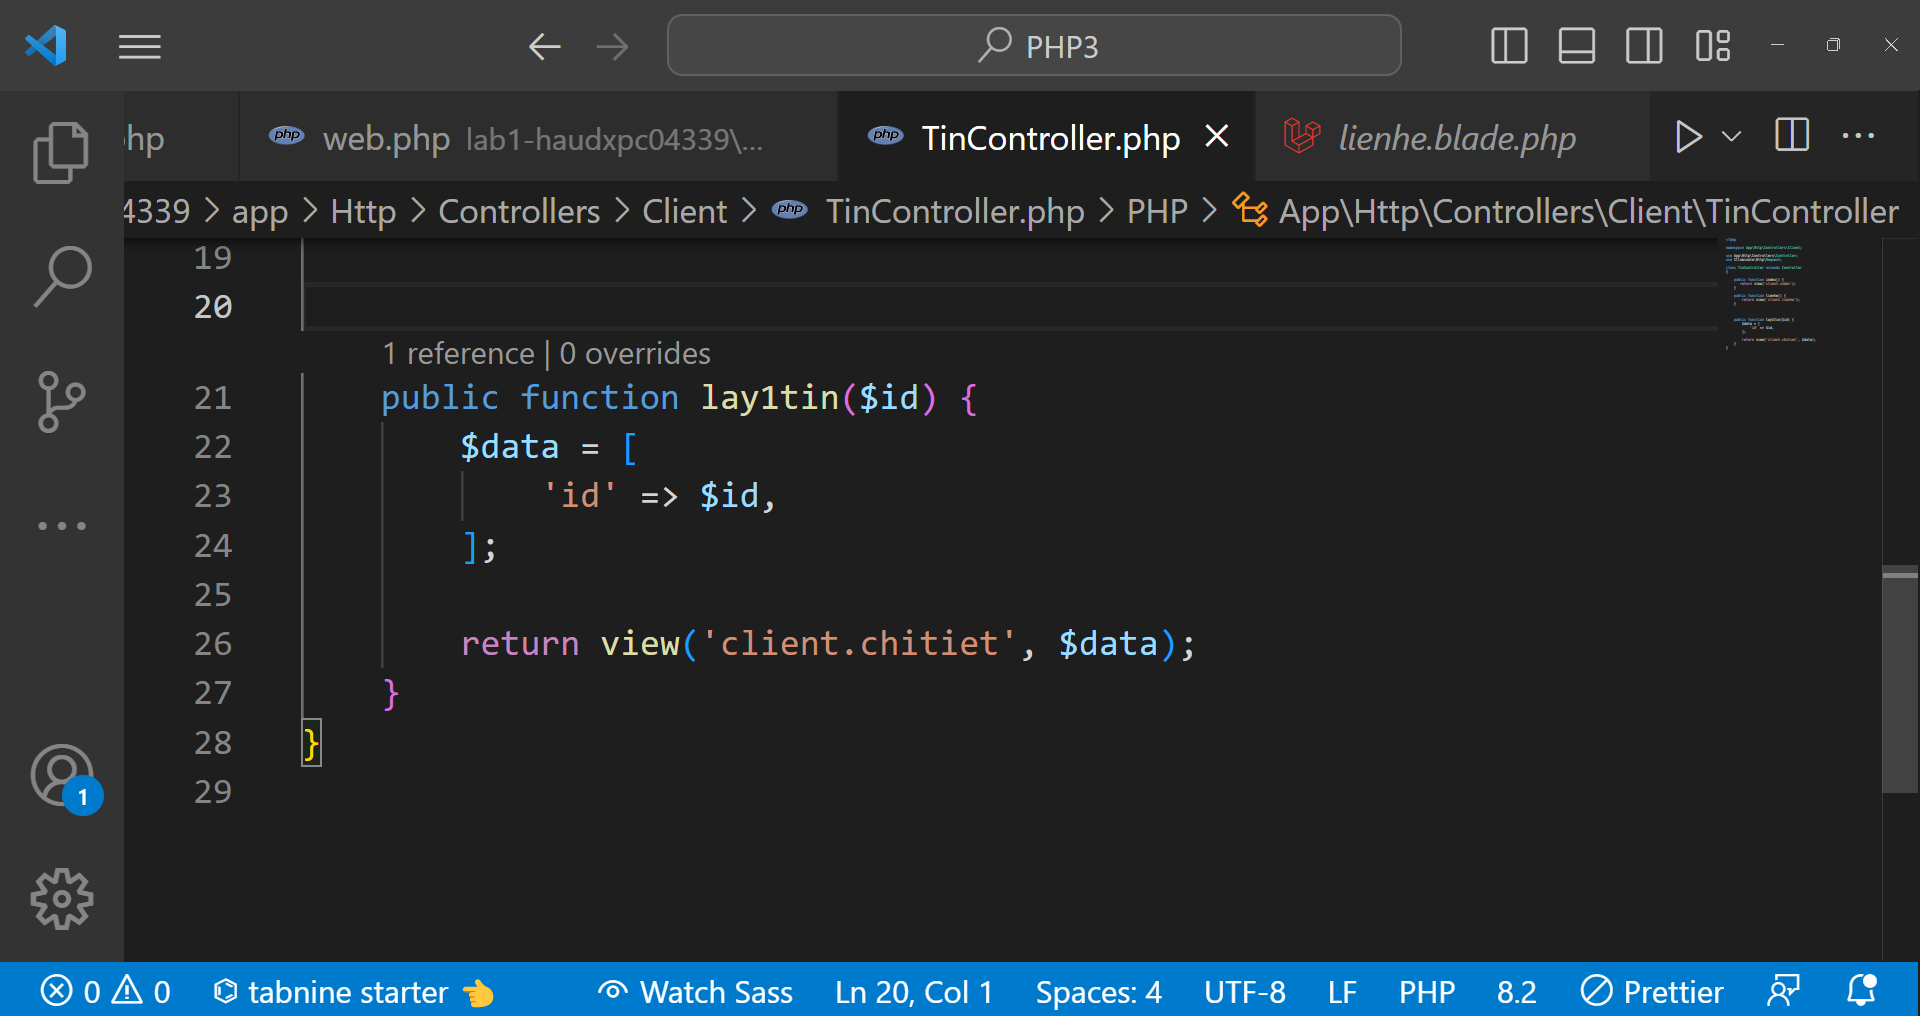 PHP3
hp
web.php lab1-haudxpc04339\...
TinController.php
lienhe.blade.php
4339 > app > Http > Controllers > Client > TinController.php > PHP > App\Http\Controllers\Client\TinController
19
20
1 reference | 0 overrides
21 public function lay1tin($id) {
22 $data = [
23 'id' => $id,
24 ];
25
26 return view('client.chitiet', $data);
27 }
28 }
29
1
0 0 tabnine starter 👈 Watch Sass Ln 20, Col 1 Spaces: 4 UTF-8 LF PHP 8.2 Prettier